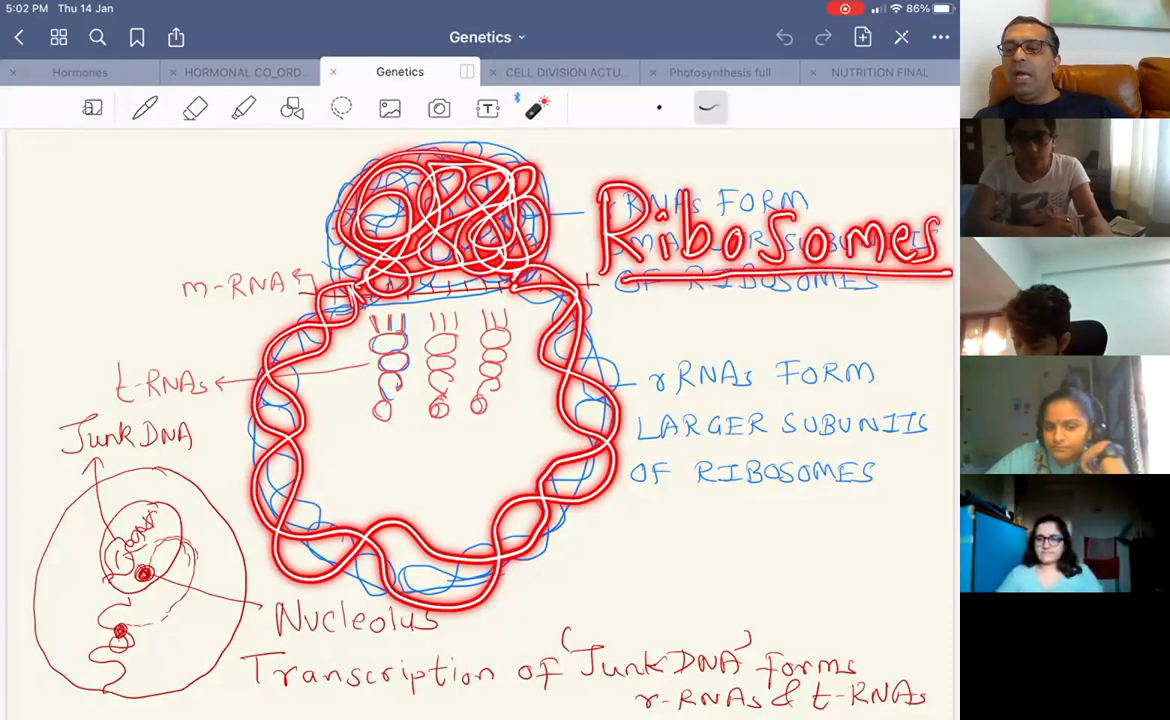 5:02 PM Thu 14 Jan
86%
Genetics
Hormones
HORMONAL CO_ORD...
Genetics
CELL DIVISION ACTU...
Photosynthesis full
NUTRITION FINAL
T
RNAs FORM
Ribosomes
OF RIBOSOMES
m-RNA
t-RNAs
rRNAs FORM
LARGER SUBUNITS
OF RIBOSOMES
Junk DNA
Nucleolus
Transcription of (Junk DNA) forms
r-RNAs & t-RNAs